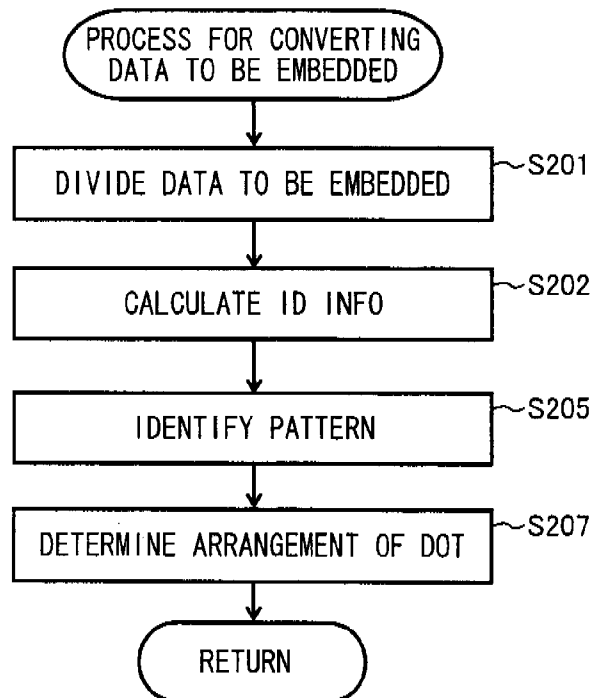 PROCESS FOR CONVERTING
DATA TO BE EMBEDDED
DIVIDE DATA TO BE EMBEDDED
S201
CALCULATE ID INFO
S202
IDENTIFY PATTERN
S205
DETERMINE ARRANGEMENT OF DOT
S207
RETURN